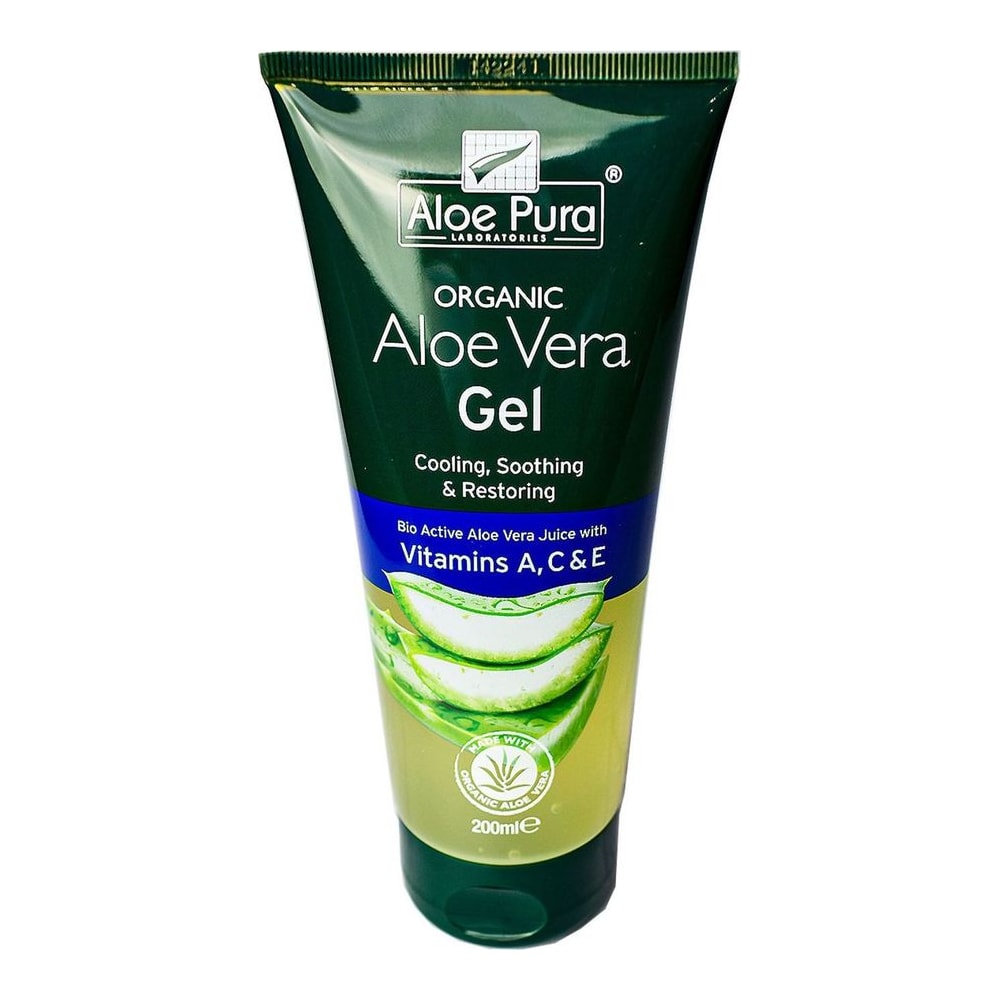 142241
Aloe Pura ®
LABORATORIES
ORGANIC
Aloe Vera
Gel
Cooling, Soothing
& Restoring
Bio Active Aloe Vera Juice with
Vitamins A, C & E
MADE WITH
ORGANIC ALOE VERA
200ml ℮